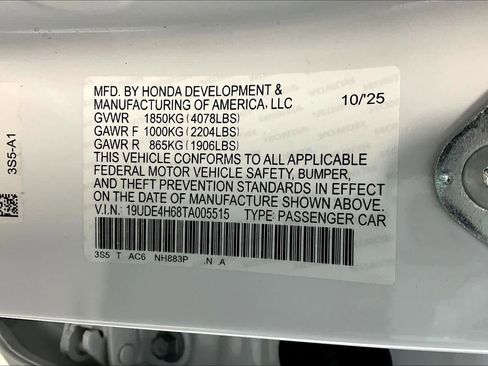 MFD. BY HONDA DEVELOPMENT &
MANUFACTURING OF AMERICA, LLC 10/25
GVWR 1850KG (4078LBS)
GAWR F 1000KG (2204LBS)
GAWR R 865KG (1906LBS)
THIS VEHICLE CONFORMS TO ALL APPLICABLE
FEDERAL MOTOR VEHICLE SAFETY, BUMPER,
AND THEFT PREVENTION STANDARDS IN EFFECT
ON THE DATE OF MANUFACTURE SHOWN ABOVE.
V.I.N.: 19UDE4H68TA005515 TYPE: PASSENGER CAR
3S5 T AC6 NH883P .N .A
3S5-A1